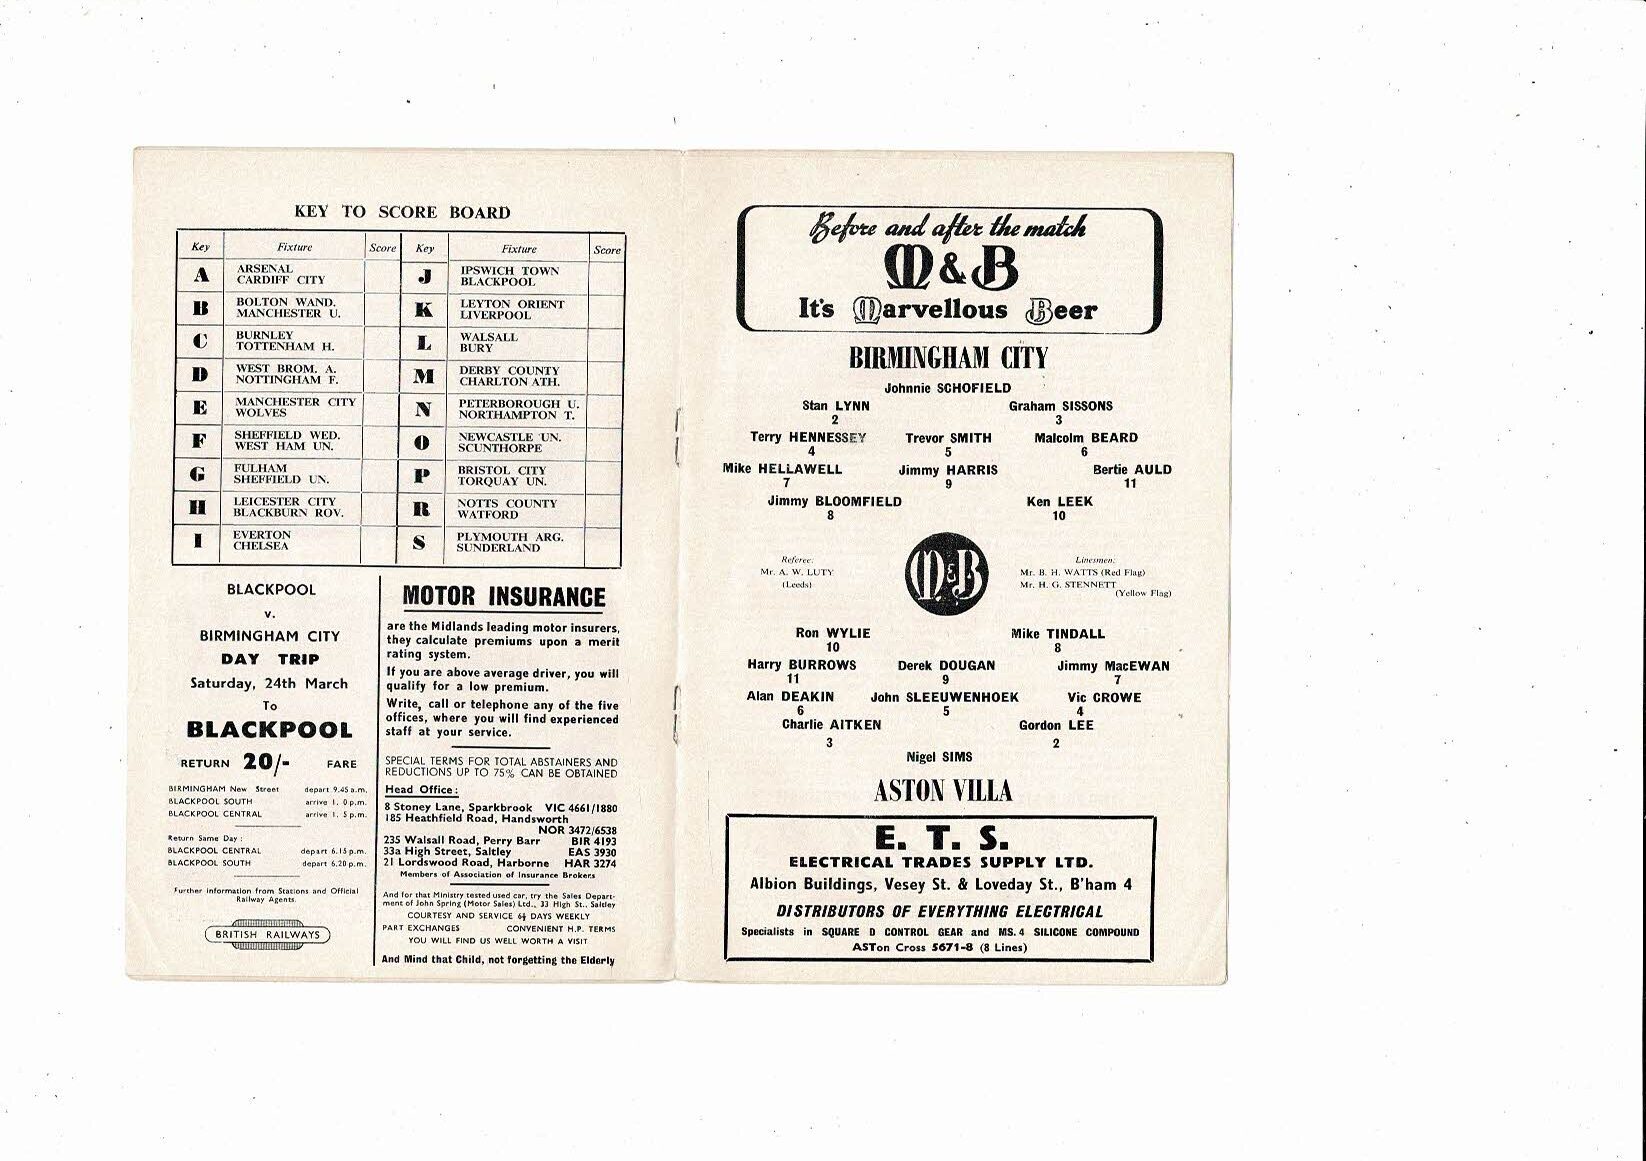 KEY TO SCORE BOARD
Key Fixture Score Key Fixture Score
A ARSENAL
CARDIFF CITY
J IPSWICH TOWN
BLACKPOOL
B BOLTON WAND.
MANCHESTER U.
K LEYTON ORIENT
LIVERPOOL
C BURNLEY
TOTTENHAM H.
L WALSALL
BURY
D WEST BROM. A.
NOTTINGHAM F.
M DERBY COUNTY
CHARLTON ATH.
E MANCHESTER CITY
WOLVES
N PETERBOROUGH U.
NORTHAMPTON T.
F SHEFFIELD WED.
WEST HAM UN.
O NEWCASTLE UN.
SCUNTHORPE
G FULHAM
SHEFFIELD UN.
P BRISTOL CITY
TORQUAY UN.
H LEICESTER CITY
BLACKBURN ROV.
R NOTTS COUNTY
WATFORD
I EVERTON
CHELSEA
S PLYMOUTH ARG.
SUNDERLAND
BLACKPOOL
v.
BIRMINGHAM CITY
DAY TRIP
Saturday, 24th March
To
BLACKPOOL
RETURN 20/- FARE
BIRMINGHAM New Street depart 9.45 a.m.
BLACKPOOL SOUTH arrive 1. 0 p.m.
BLACKPOOL CENTRAL arrive 1. 5 p.m.
Return Same Day :
BLACKPOOL CENTRAL depart 6.15 p.m.
BLACKPOOL SOUTH depart 6.20 p.m.
Further information from Stations and Official
Railway Agents.
BRITISH RAILWAYS
MOTOR INSURANCE
are the Midlands leading motor insurers,
they calculate premiums upon a merit
rating system.
If you are above average driver, you will
qualify for a low premium.
Write, call or telephone any of the five
offices, where you will find experienced
staff at your service.
SPECIAL TERMS FOR TOTAL ABSTAINERS AND
REDUCTIONS UP TO 75% CAN BE OBTAINED
Head Office :
8 Stoney Lane, Sparkbrook VIC 4661/1880
185 Heathfield Road, Handsworth
NOR 3472/6538
235 Walsall Road, Perry Barr BIR 4193
33a High Street, Saltley EAS 3930
21 Lordswood Road, Harborne HAR 3274
Members of Association of Insurance Brokers
And for that Ministry tested used car, try the Sales Depart-
ment of John Spring (Motor Sales) Ltd., 33 High St., Saltley
COURTESY AND SERVICE 6½ DAYS WEEKLY
PART EXCHANGES CONVENIENT H.P. TERMS
YOU WILL FIND US WELL WORTH A VISIT
And Mind that Child, not forgetting the Elderly
Before and after the match
M&B
It's Marvellous Beer
BIRMINGHAM CITY
Johnnie SCHOFIELD
Stan LYNN Graham SISSONS
2 3
Terry HENNESSEY Trevor SMITH Malcolm BEARD
4 5 6
Mike HELLAWELL Jimmy HARRIS Bertie AULD
7 9 11
Jimmy BLOOMFIELD Ken LEEK
8 10
Referee:
Mr. A. W. LUTY
(Leeds)
M&B
Linesmen:
Mr. B. H. WATTS (Red Flag)
Mr. H. G. STENNETT
(Yellow Flag)
Ron WYLIE Mike TINDALL
10 8
Harry BURROWS Derek DOUGAN Jimmy MacEWAN
11 9 7
Alan DEAKIN John SLEEUWENHOEK Vic CROWE
6 5 4
Charlie AITKEN Gordon LEE
3 2
Nigel SIMS
ASTON VILLA
E. T. S.
ELECTRICAL TRADES SUPPLY LTD.
Albion Buildings, Vesey St. & Loveday St., B'ham 4
DISTRIBUTORS OF EVERYTHING ELECTRICAL
Specialists in SQUARE D CONTROL GEAR and MS.4 SILICONE COMPOUND
ASTon Cross 5671-8 (8 Lines)